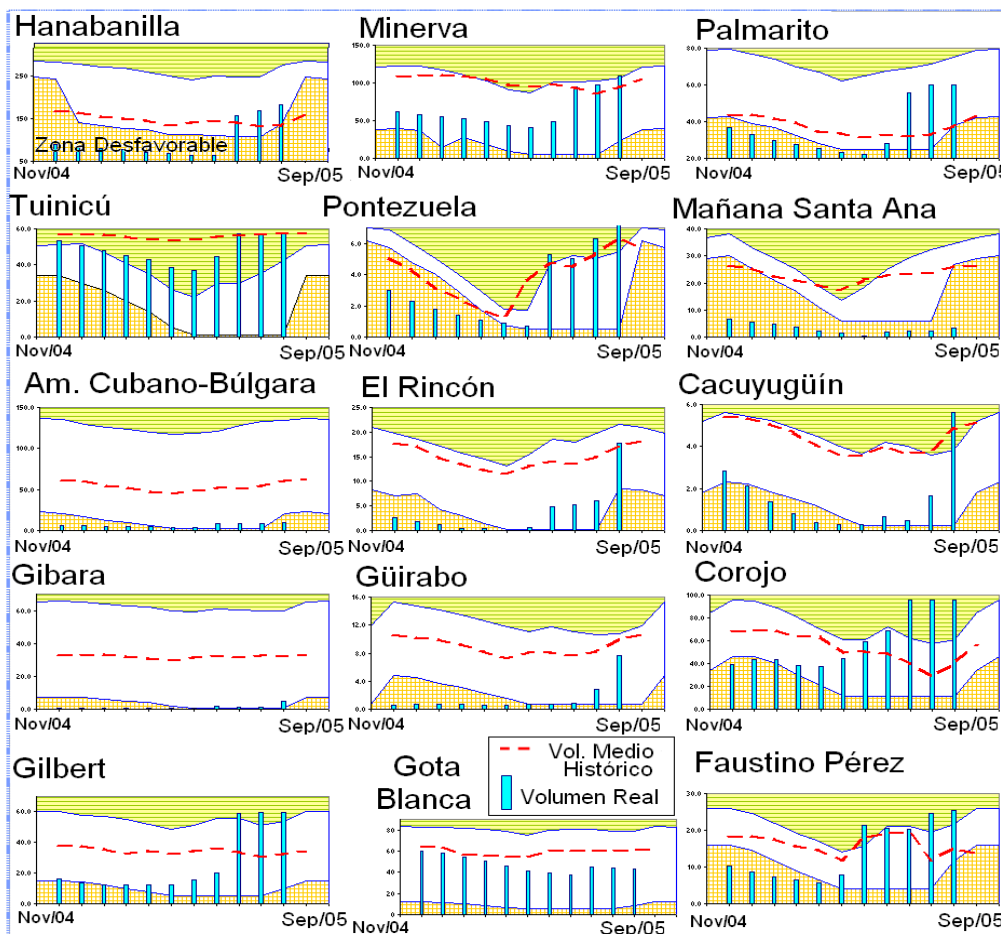 Hanabanilla
250
150
50
Zona Desfavorable
Nov/04
Sep/05
Minerva
150.0
100.0
50.0
0.0
Nov/04
Sep/05
Palmarito
80.0
60.0
40.0
20.0
Nov/04
Sep/05
Tuinicú
60.0
40.0
20.0
0.0
Nov/04
Sep/05
Pontezuela
6.0
4.0
2.0
0.0
Nov/04
Sep/05
Mañana Santa Ana
40.0
30.0
20.0
10.0
0.0
Nov/04
Sep/05
Am. Cubano-Búlgara
150.0
100.0
50.0
0.0
Nov/04
Sep/05
El Rincón
25.0
20.0
15.0
10.0
5.0
0.0
Nov/04
Sep/05
Cacuyugüín
6.0
4.0
2.0
0.0
Nov/04
Sep/05
Gibara
60.0
40.0
20.0
0.0
Nov/04
Sep/05
Güirabo
16.0
12.0
8.0
4.0
0.0
Nov/04
Sep/05
Corojo
100.0
80.0
60.0
40.0
20.0
0.0
Nov/04
Sep/05
Gilbert
60.0
40.0
20.0
0.0
Nov/04
Sep/05
Vol. Medio
Histórico
Volumen Real
Gota
Blanca
80
60
40
20
0
Nov/04
Sep/05
Faustino Pérez
30.0
20.0
10.0
0.0
Nov/04
Sep/05